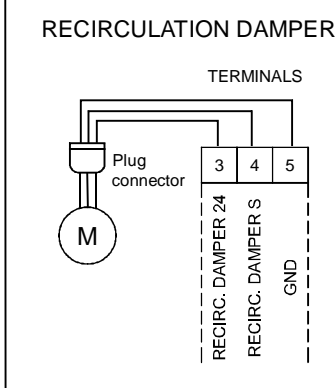 RECIRCULATION DAMPER
TERMINALS
Plug
connector
3 4 5
M
RECIRC. DAMPER 24
RECIRC. DAMPER S
GND